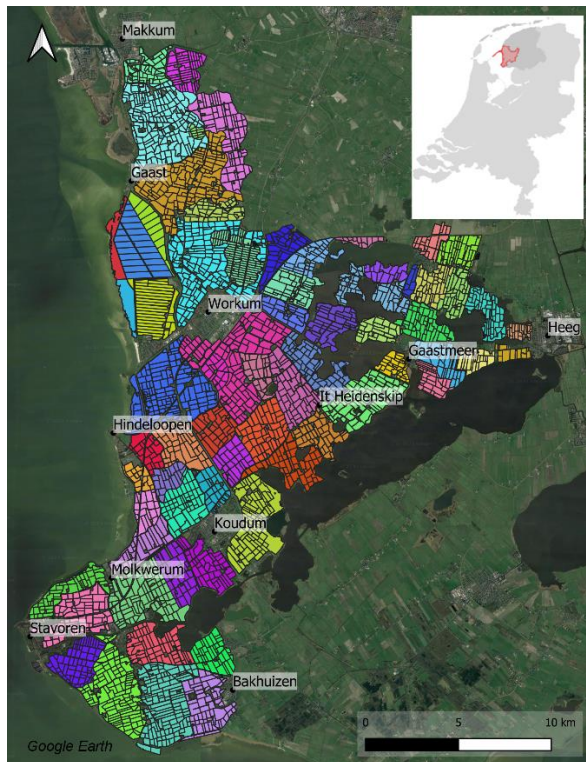 Makkum
Gaast
Workum
Heeg
Gaastmeer
It Heidenskip
Hindeloopen
Koudum
Molkwerum
Stavoren
Bakhuizen
0 5 10 km
Google Earth